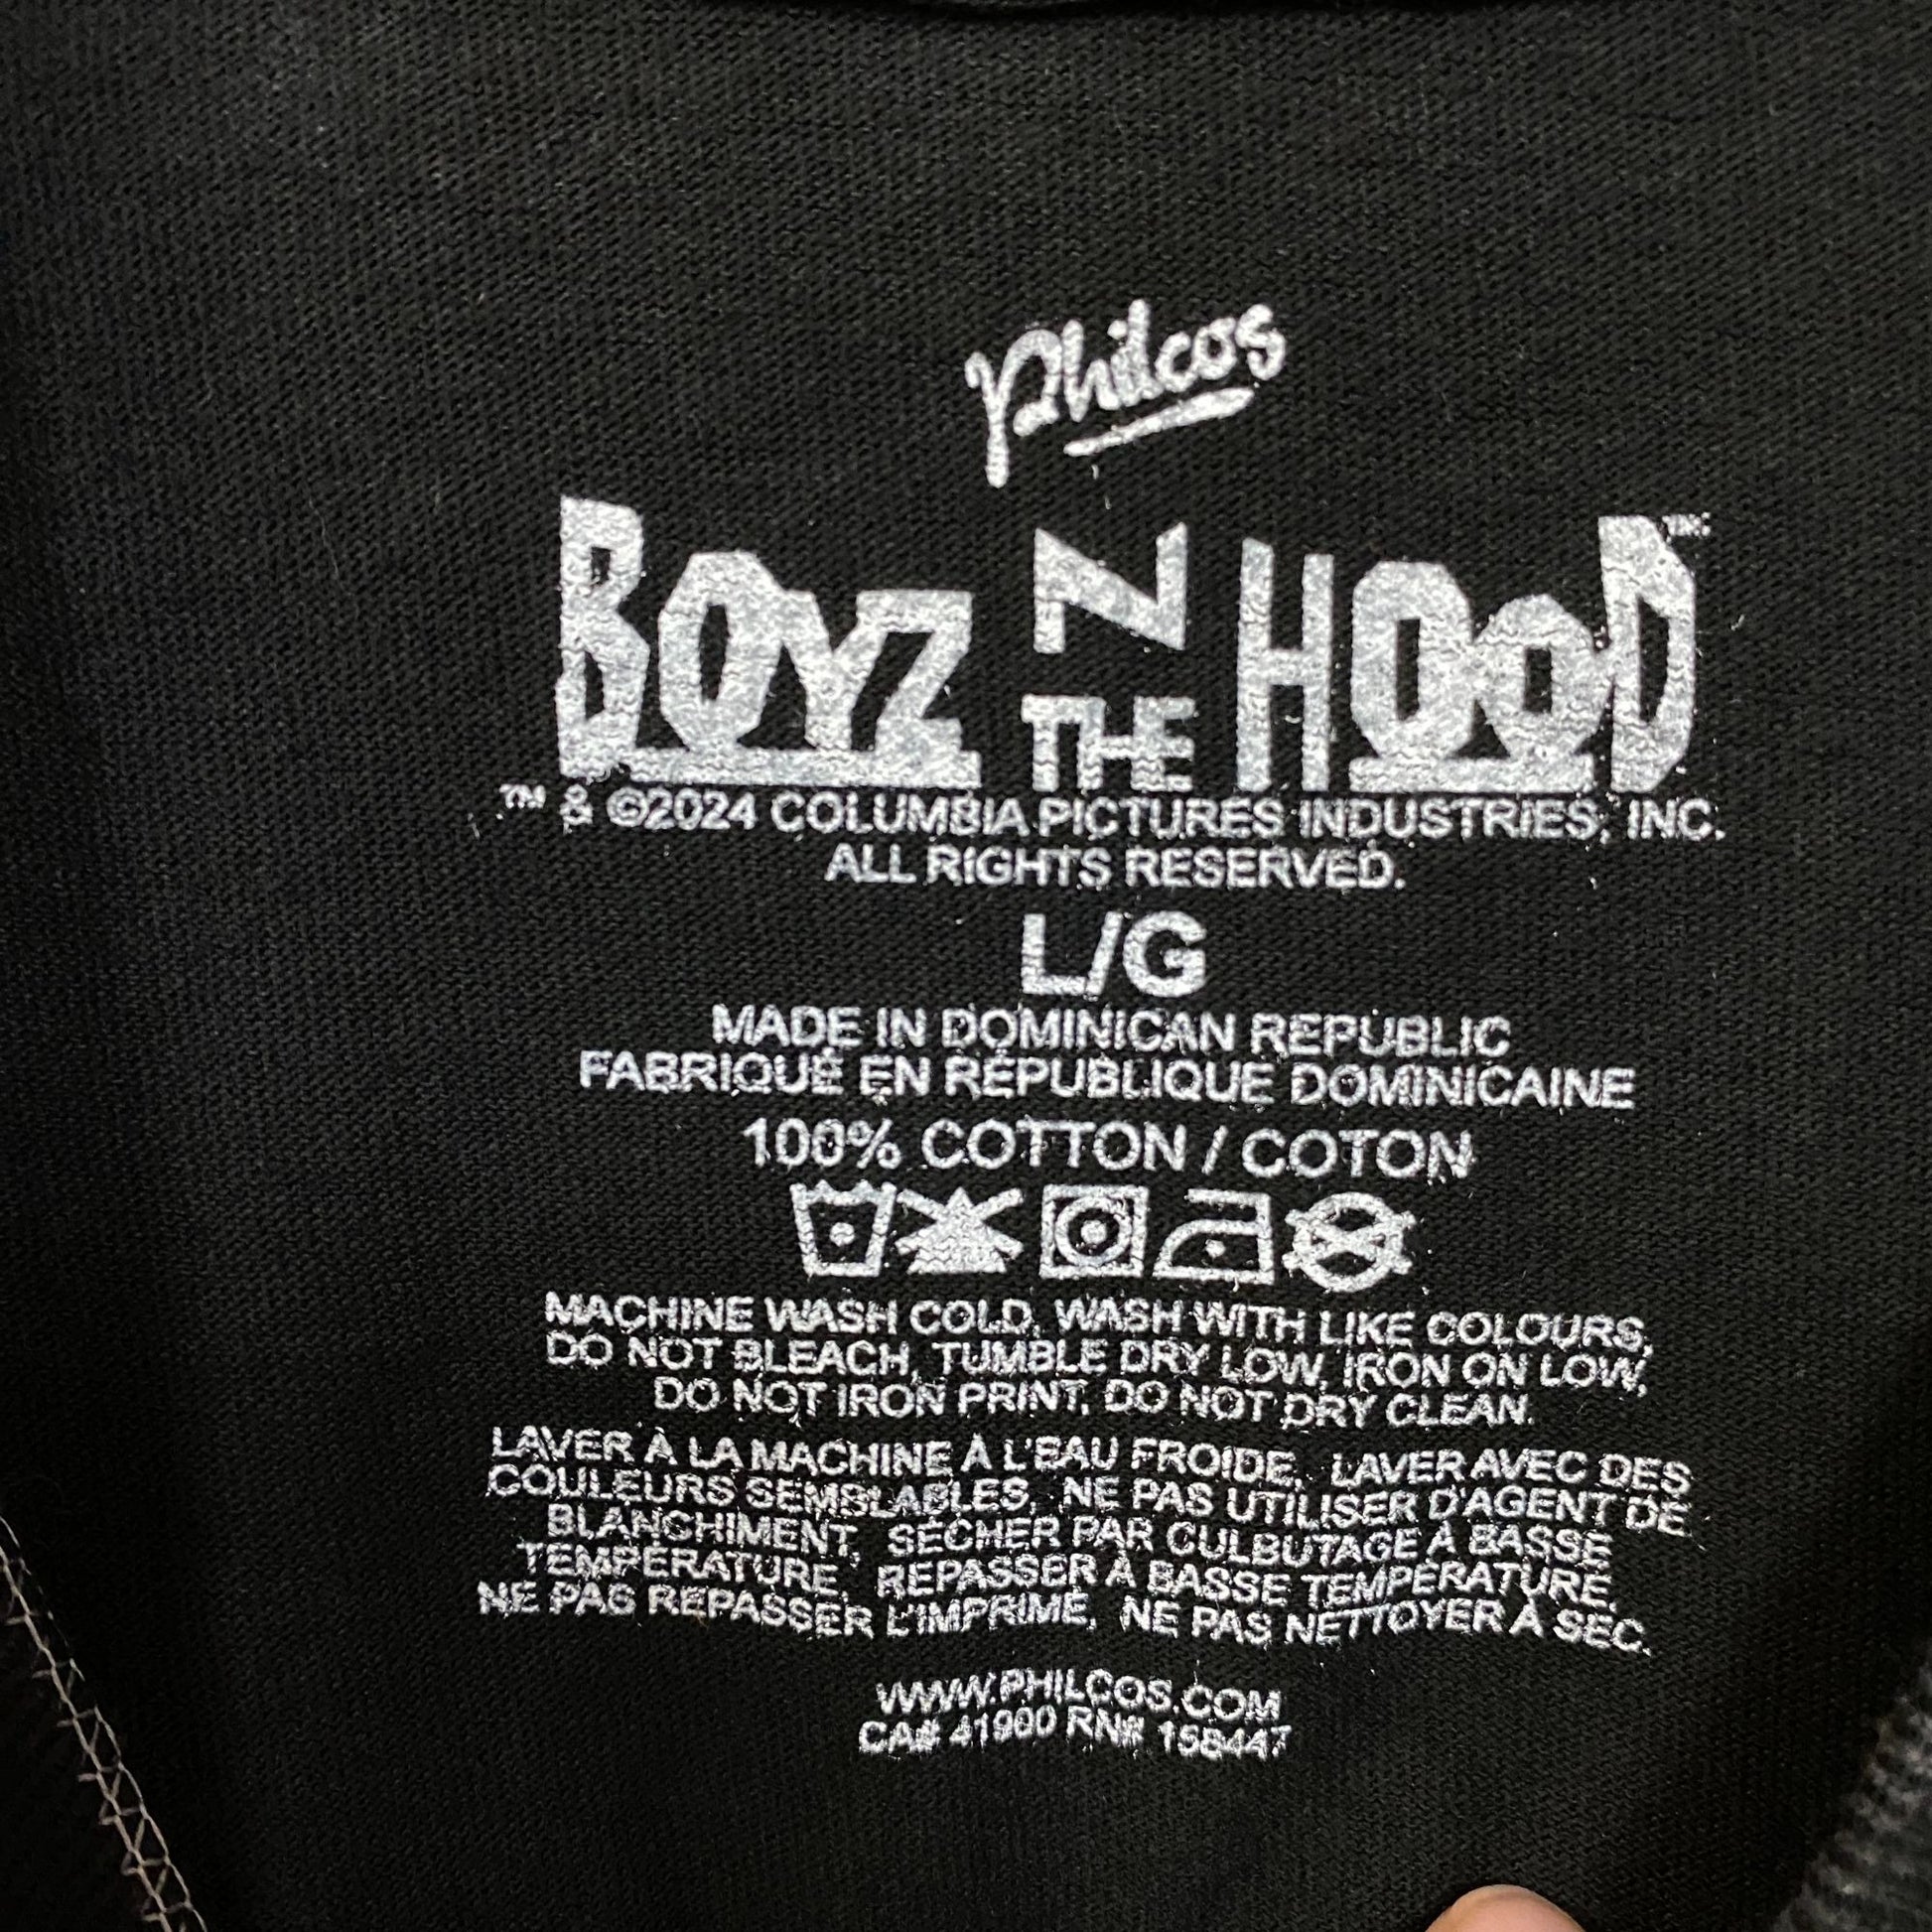 Philcos
BOYZ N THE HOOD™
™ & ©2024 COLUMBIA PICTURES INDUSTRIES, INC.
ALL RIGHTS RESERVED.
L/G
MADE IN DOMINICAN REPUBLIC
FABRIQUÉ EN RÉPUBLIQUE DOMINICAINE
100% COTTON / COTON
MACHINE WASH COLD, WASH WITH LIKE COLOURS,
DO NOT BLEACH, TUMBLE DRY LOW, IRON ON LOW,
DO NOT IRON PRINT, DO NOT DRY CLEAN.
LAVER À LA MACHINE À L'EAU FROIDE, LAVER AVEC DES
COULEURS SEMBLABLES, NE PAS UTILISER D'AGENT DE
BLANCHIMENT, SÉCHER PAR CULBUTAGE À BASSE
TEMPÉRATURE, REPASSER À BASSE TEMPÉRATURE,
NE PAS REPASSER L'IMPRIMÉ, NE PAS NETTOYER À SEC.
WWW.PHILCOS.COM
CA# 41900 RN# 158447